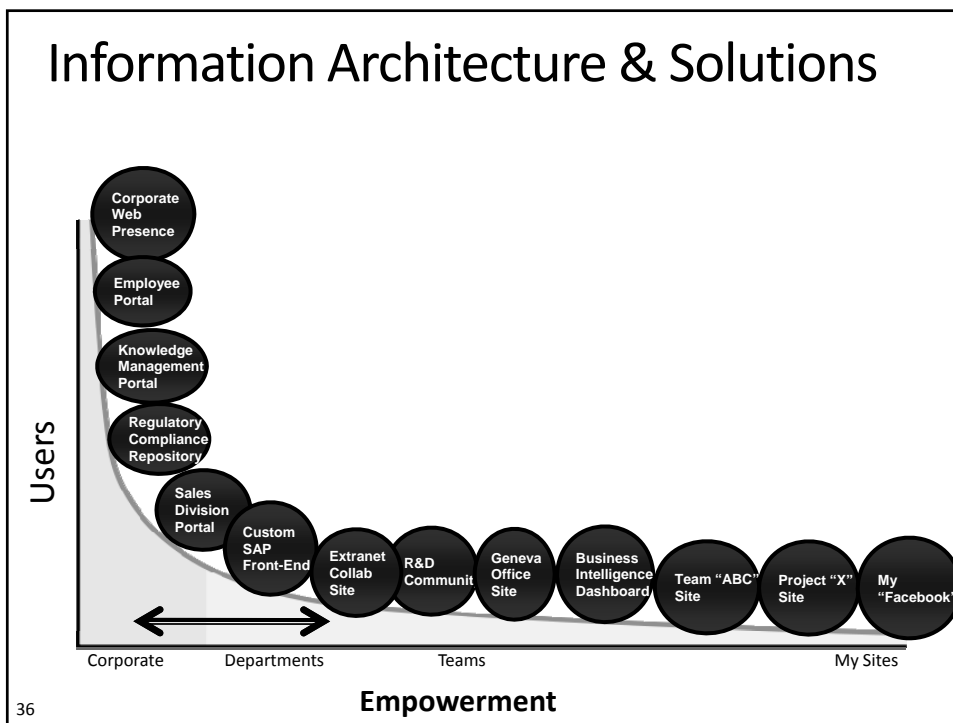 Information Architecture & Solutions
Corporate
Web
Presence
Employee
Portal
Knowledge
Management
Portal
Regulatory
Compliance
Repository
Sales
Division
Portal
Custom
SAP
Front-End
Extranet
Collab
Site
R&D
Communit
Geneva
Office
Site
Business
Intelligence
Dashboard
Team “ABC”
Site
Project “X”
Site
My
“Facebook”
Users
Corporate
Departments
Teams
My Sites
Empowerment
36